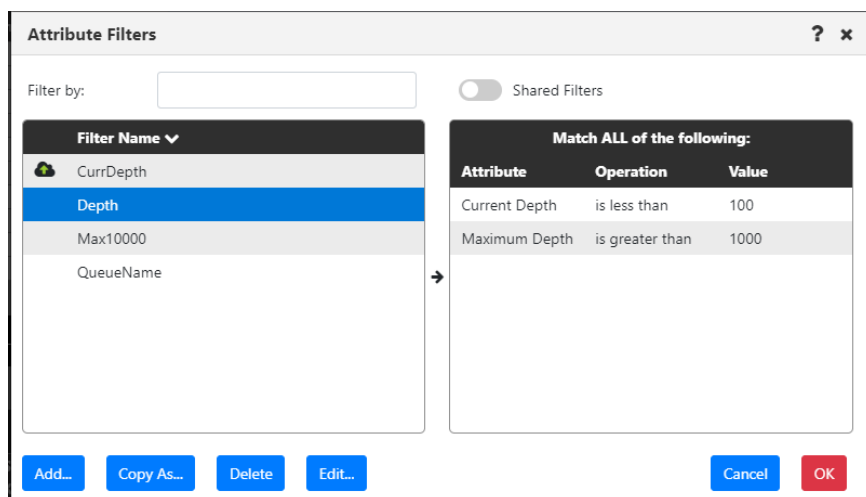 Attribute Filters ? ×
Filter by:
Shared Filters
Filter Name
CurrDepth
Depth
Max10000
QueueName
Match ALL of the following:
Attribute Operation Value
Current Depth is less than 100
Maximum Depth is greater than 1000
Add... Copy As... Delete Edit... Cancel OK